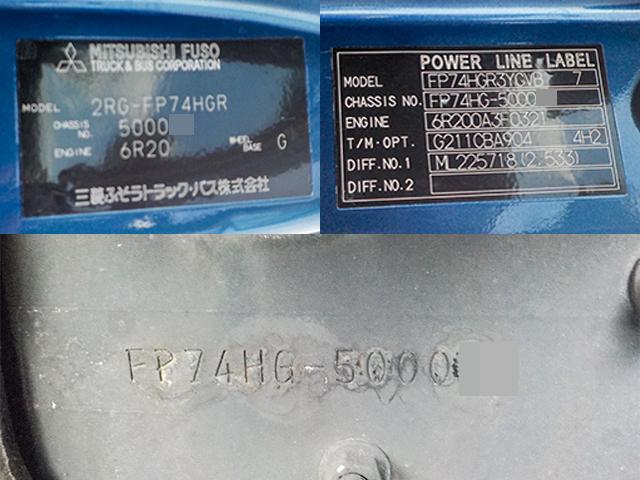 MITSUBISHI FUSO
TRUCK & BUS CORPORATION
MODEL 2RG-FP74HGR
CHASSIS NO. 5000
ENGINE 6R20 WHEEL BASE G
三菱ふそうトラック・バス株式会社
POWER LINE LABEL
MODEL FP74HGR3YGVB 7
CHASSIS NO. FP74HG-5000
ENGINE 6R200A3H0321
T/M-OPT. G211CBA904 4H2
DIFF.NO.1 ML225718(2.533)
DIFF.NO.2
FP74HG-5000